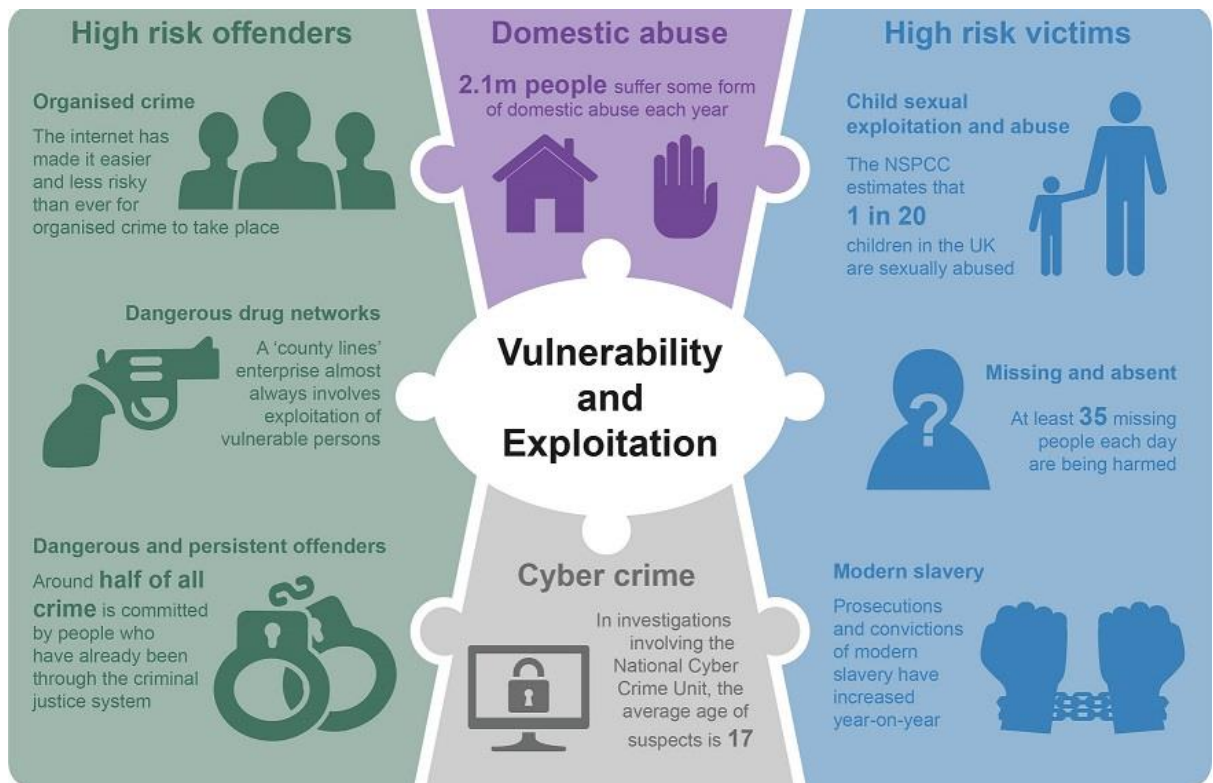 High risk offenders
Organised crime
The internet has
made it easier
and less risky
than ever for
organised crime to take place
Dangerous drug networks
A ‘county lines’
enterprise almost
always involves
exploitation of
vulnerable persons
Dangerous and persistent offenders
Around half of all
crime is committed
by people who
have already been
through the criminal
justice system
Domestic abuse
2.1m people suffer some form
of domestic abuse each year
Vulnerability
and
Exploitation
Cyber crime
In investigations
involving the
National Cyber
Crime Unit, the
average age of
suspects is 17
High risk victims
Child sexual
exploitation and abuse
The NSPCC
estimates that
1 in 20
children in the UK
are sexually abused
?
Missing and absent
At least 35 missing
people each day
are being harmed
Modern slavery
Prosecutions
and convictions
of modern
slavery have
increased
year-on-year